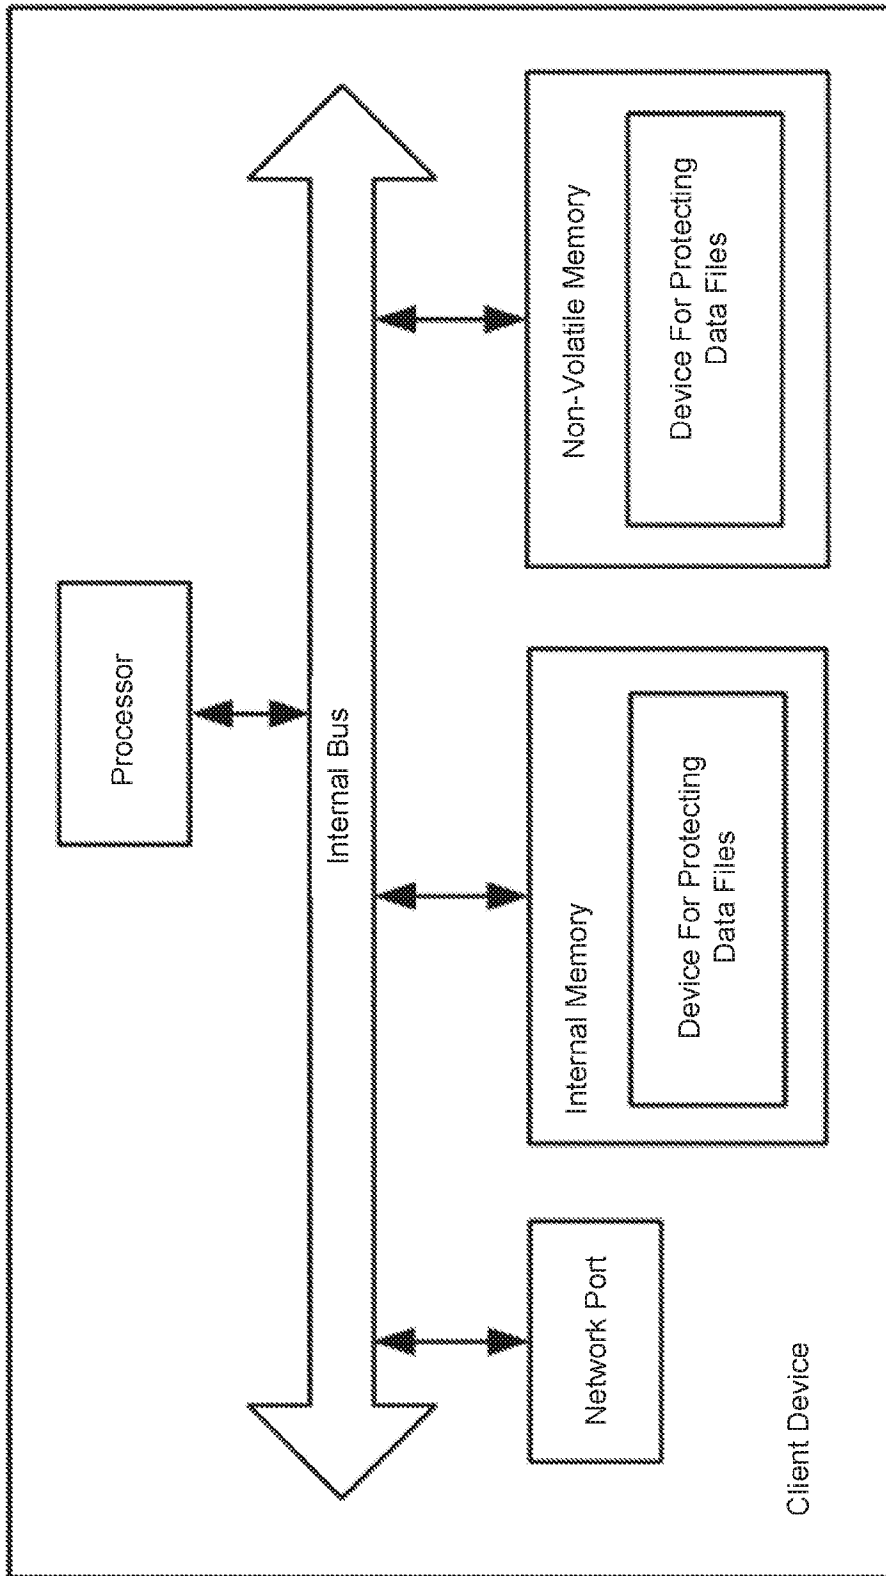 Processor
Internal Bus
Network Port
Internal Memory
Device For Protecting
Data Files
Non-Volatile Memory
Device For Protecting
Data Files
Client Device